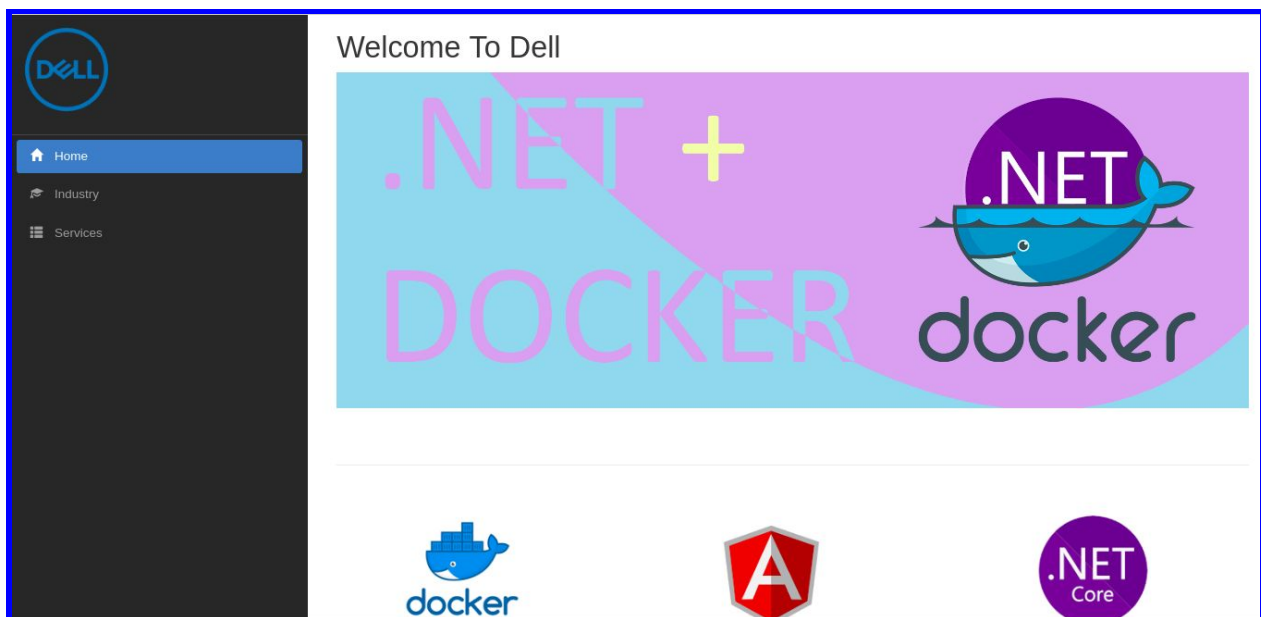 DELL
Home
Industry
Services
Welcome To Dell
.NET +
DOCKER
.NET
docker
docker
A
.NET
Core